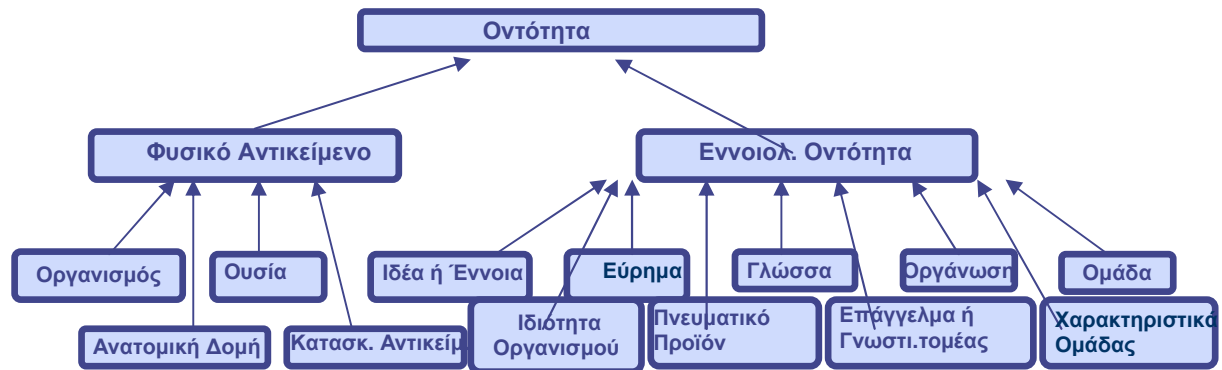 Οντότητα
Φυσικό Αντικείμενο
Εννοιολ. Οντότητα
Οργανισμός
Ουσία
Ιδέα ή Έννοια
Εύρημα
Γλώσσα
Οργάνωση
Ομάδα
Ανατομική Δομή
Κατασκ. Αντικείμ.
Ιδιότητα
Οργανισμού
Πνευματικό
Προϊόν
Επάγγελμα ή
Γνωστι.τομέας
Χαρακτηριστικά
Ομάδας